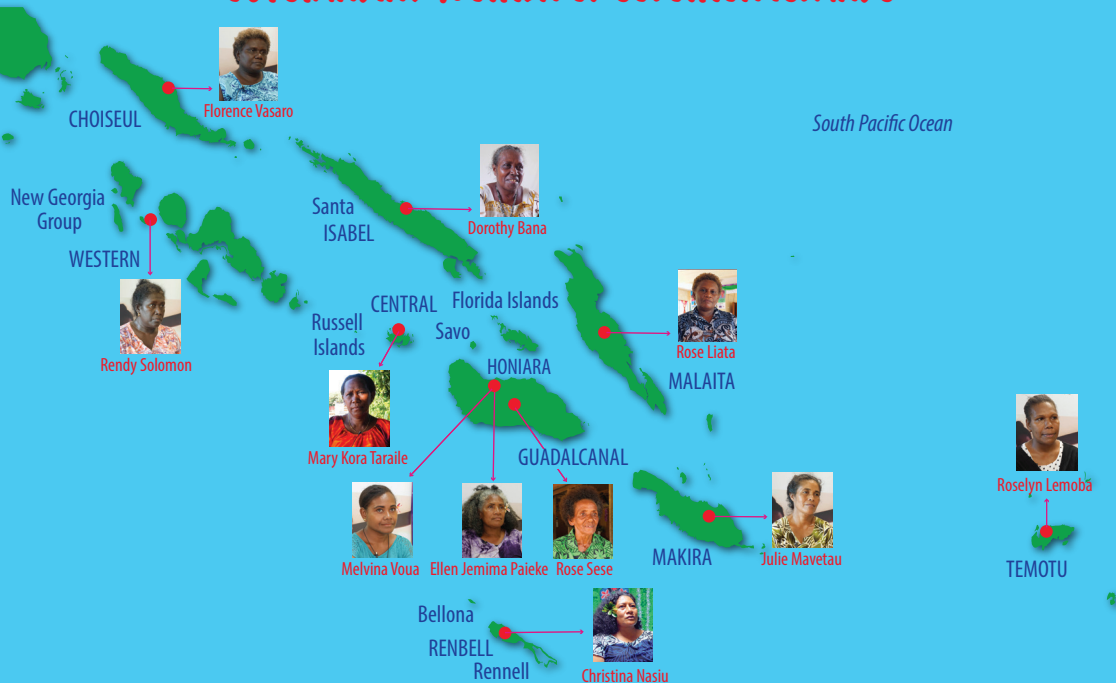 Florence Vasaro
CHOISEUL
South Pacific Ocean
New Georgia
Group
Santa
ISABEL
Dorothy Bana
WESTERN
CENTRAL
Florida Islands
Russell
Islands
Savo
Rendy Solomon
Rose Liata
HONIARA
MALAITA
Mary Kora Taraile
GUADALCANAL
Roselyn Lemoba
Melvina Voua
Ellen Jemima Paieke
Rose Sese
MAKIRA
Julie Mavetau
TEMOTU
Bellona
RENBELL
Rennell
Christina Nasiu